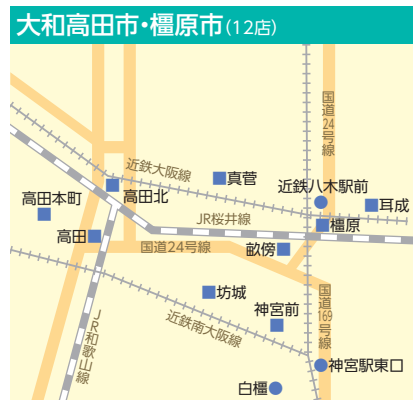 大和高田市・橿原市(12店)
国道24号線
近鉄大阪線
真菅
高田北
近鉄八木駅前
耳成
高田本町
JR桜井線
橿原
高田
国道24号線
畝傍
坊城
国道169号線
神宮前
近鉄南大阪線
JR和歌山線
神宮駅東口
白橿